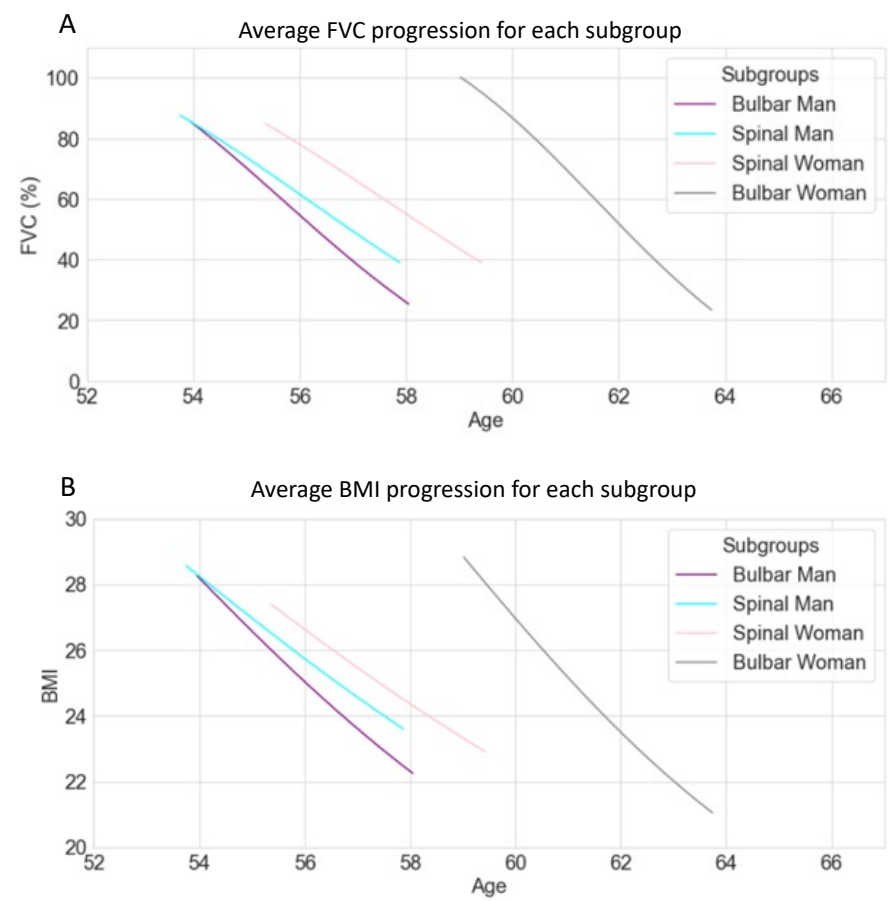 A
Average FVC progression for each subgroup
100
80
60
40
20
0
FVC (%)
Subgroups
Bulbar Man
Spinal Man
Spinal Woman
Bulbar Woman
52 54 56 58 60 62 64 66
Age
B
Average BMI progression for each subgroup
30
28
26
24
22
20
BMI
Subgroups
Bulbar Man
Spinal Man
Spinal Woman
Bulbar Woman
52 54 56 58 60 62 64 66
Age